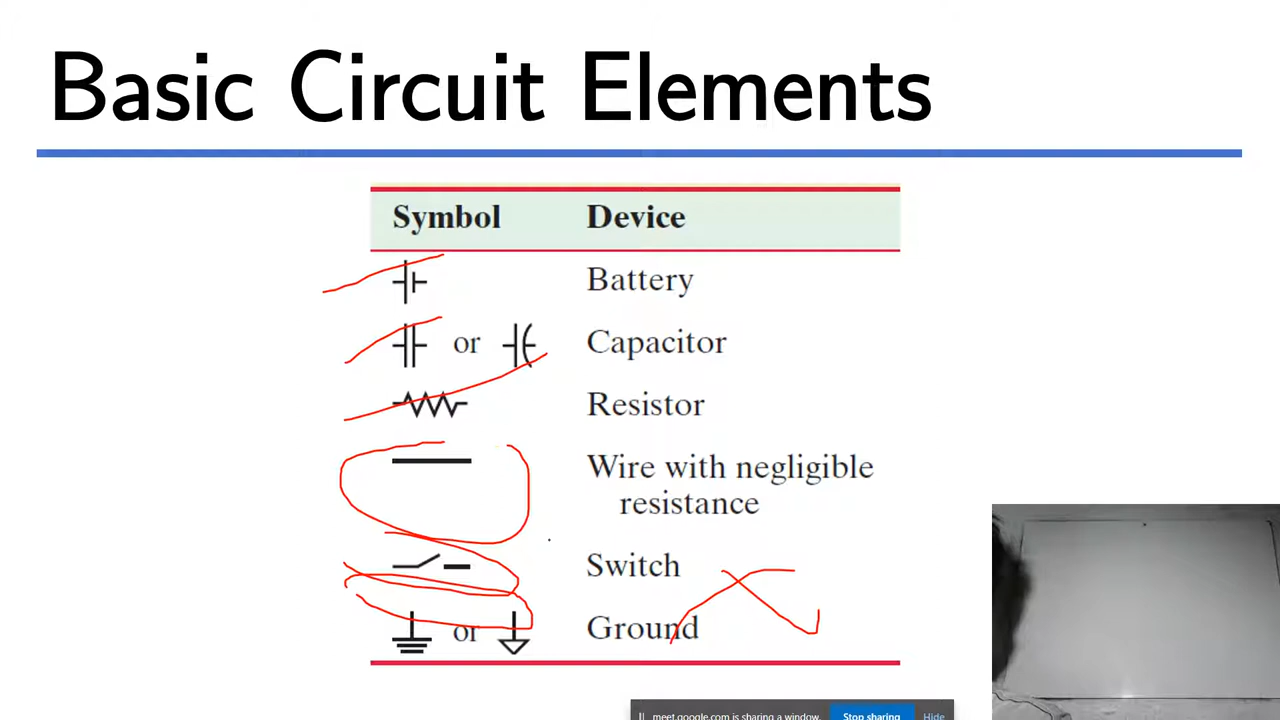 Basic Circuit Elements
Symbol Device
Battery
or Capacitor
Resistor
Wire with negligible
resistance
Switch
or Ground
meet.google.com is sharing a window. Stop sharing Hide